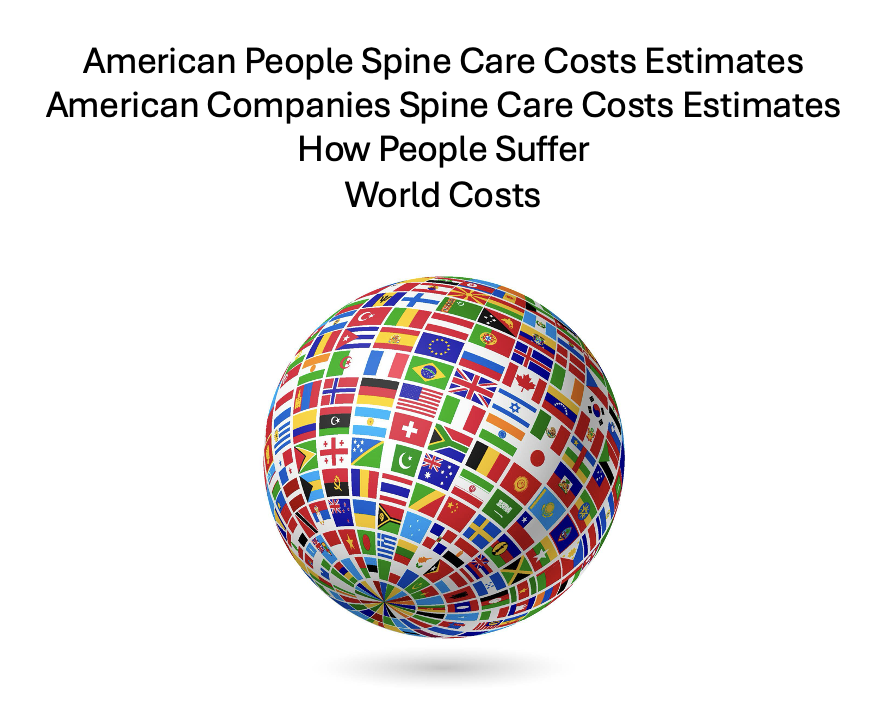 American People Spine Care Costs Estimates
American Companies Spine Care Costs Estimates
How People Suffer
World Costs